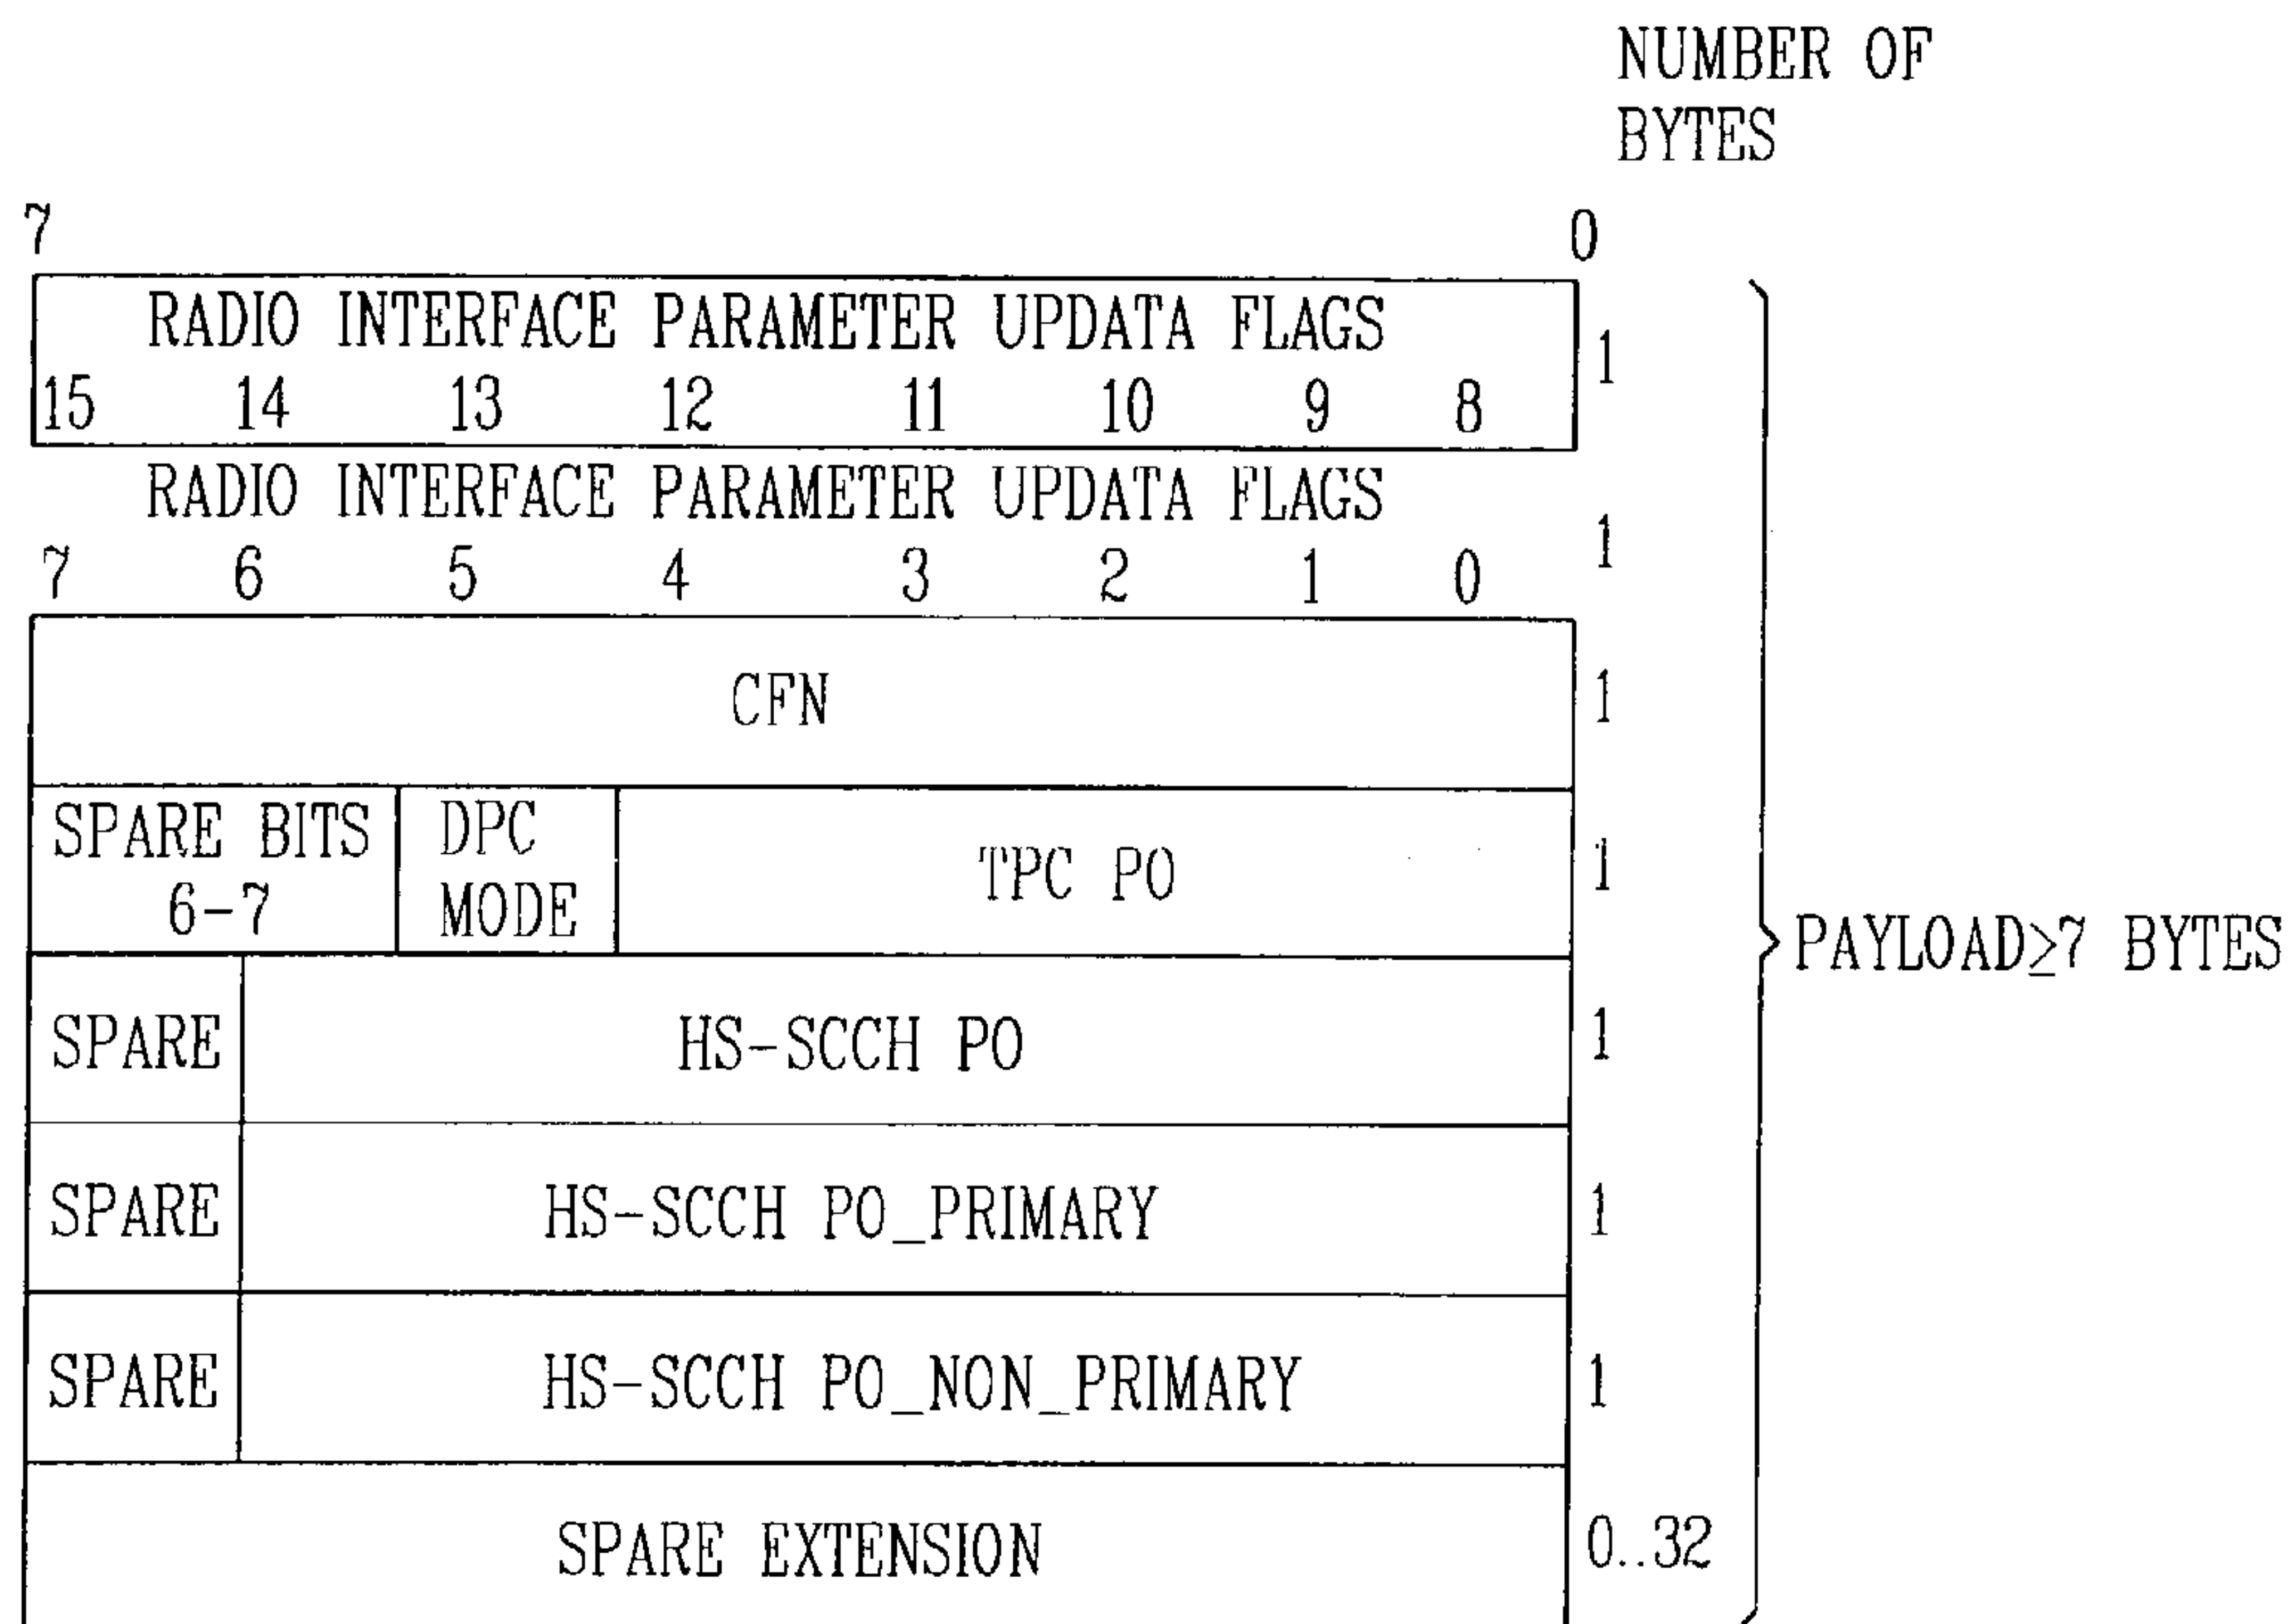 NUMBER OF
BYTES
7 0
RADIO INTERFACE PARAMETER UPDATA FLAGS
15 14 13 12 11 10 9 8
1
RADIO INTERFACE PARAMETER UPDATA FLAGS
7 6 5 4 3 2 1 0
1
CFN
1
SPARE BITS
6-7
DPC
MODE
TPC PO
1
PAYLOAD≥7 BYTES
SPARE
HS-SCCH PO
1
SPARE
HS-SCCH PO_PRIMARY
1
SPARE
HS-SCCH PO_NON_PRIMARY
1
SPARE EXTENSION
0..32